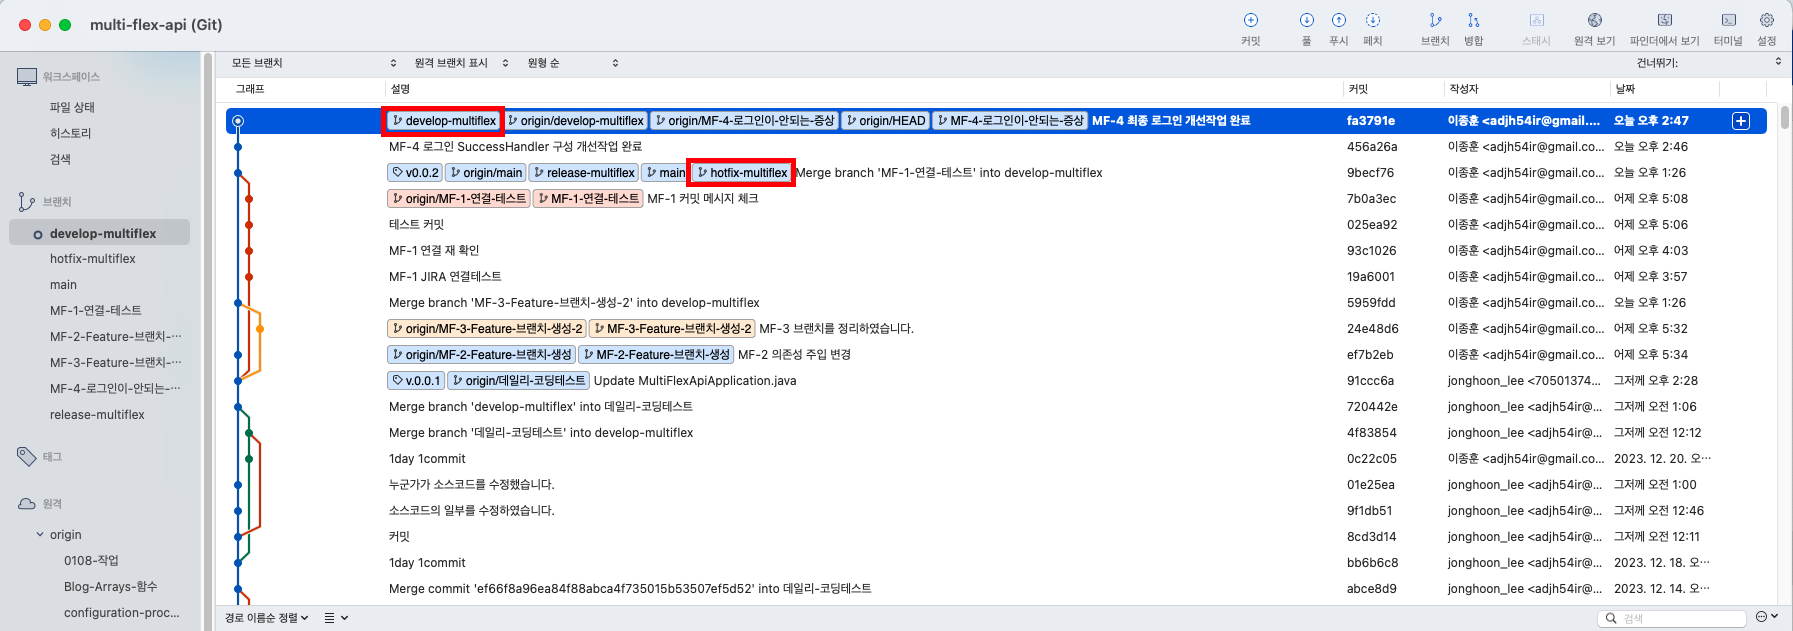 multi-flex-api (Git)
커밋 풀 푸시 페치 브랜치 병합 스태시 원격 보기 파인더에서 보기 터미널 설정
워크스페이스
파일 상태
히스토리
검색
브랜치
develop-multiflex
hotfix-multiflex
main
MF-1-연결-테스트
MF-2-Feature-브랜치-···
MF-3-Feature-브랜치-···
MF-4-로그인이-안되는-···
release-multiflex
태그
원격
origin
0108-작업
Blog-Arrays-함수
configuration-proc...
모든 브랜치 원격 브랜치 표시 원형 순 건너뛰기:
그래프 설명 커밋 작성자 날짜
develop-multiflex origin/develop-multiflex origin/MF-4-로그인이-안되는-증상 origin/HEAD MF-4-로그인이-안되는-증상 MF-4 최종 로그인 개선작업 완료 fa3791e 이종훈 <adjh54ir@gmail.... 오늘 오후 2:47
MF-4 로그인 SuccessHandler 구성 개선작업 완료 456a26a 이종훈 <adjh54ir@gmail.co... 오늘 오후 2:46
v0.0.2 origin/main release-multiflex main hotfix-multiflex Merge branch 'MF-1-연결-테스트' into develop-multiflex 9becf76 이종훈 <adjh54ir@gmail.co... 오늘 오후 1:26
origin/MF-1-연결-테스트 MF-1-연결-테스트 MF-1 커밋 메시지 체크 7b0a3ec 이종훈 <adjh54ir@gmail.co... 어제 오후 5:08
테스트 커밋 025ea92 이종훈 <adjh54ir@gmail.co... 어제 오후 5:06
MF-1 연결 재 확인 93c1026 이종훈 <adjh54ir@gmail.co... 어제 오후 4:03
MF-1 JIRA 연결테스트 19a6001 이종훈 <adjh54ir@gmail.co... 어제 오후 3:57
Merge branch 'MF-3-Feature-브랜치-생성-2' into develop-multiflex 5959fdd 이종훈 <adjh54ir@gmail.co... 오늘 오후 1:26
origin/MF-3-Feature-브랜치-생성-2 MF-3-Feature-브랜치-생성-2 MF-3 브랜치를 정리하였습니다. 24e48d6 이종훈 <adjh54ir@gmail.co... 어제 오후 5:32
origin/MF-2-Feature-브랜치-생성 MF-2-Feature-브랜치-생성 MF-2 의존성 주입 변경 ef7b2eb 이종훈 <adjh54ir@gmail.co... 어제 오후 5:34
v.0.0.1 origin/데일리-코딩테스트 Update MultiFlexApiApplication.java 91ccc6a jonghoon_lee <70501374... 그저께 오후 2:28
Merge branch 'develop-multiflex' into 데일리-코딩테스트 720442e jonghoon_lee <adjh54ir@... 그저께 오전 1:06
Merge branch '데일리-코딩테스트' into develop-multiflex 4f83854 jonghoon_lee <adjh54ir@... 그저께 오전 12:12
1day 1commit 0c22c05 이종훈 <adjh54ir@gmail.co... 2023. 12. 20. 오···
누군가가 소스코드를 수정했습니다. 01e25ea jonghoon_lee <adjh54ir@... 그저께 오전 1:00
소스코드의 일부를 수정하였습니다. 9f1db51 jonghoon_lee <adjh54ir@... 그저께 오전 12:46
커밋 8cd3d14 jonghoon_lee <adjh54ir@... 그저께 오전 12:11
1day 1commit bb6b6c8 jonghoon_lee <adjh54ir@... 2023. 12. 18. 오···
Merge commit 'ef66f8a96ea84f88abca4f735015b53507ef5d52' into 데일리-코딩테스트 abce8d9 jonghoon_lee <adjh54ir@... 2023. 12. 14. 오···
경로 이름순 정렬 검색